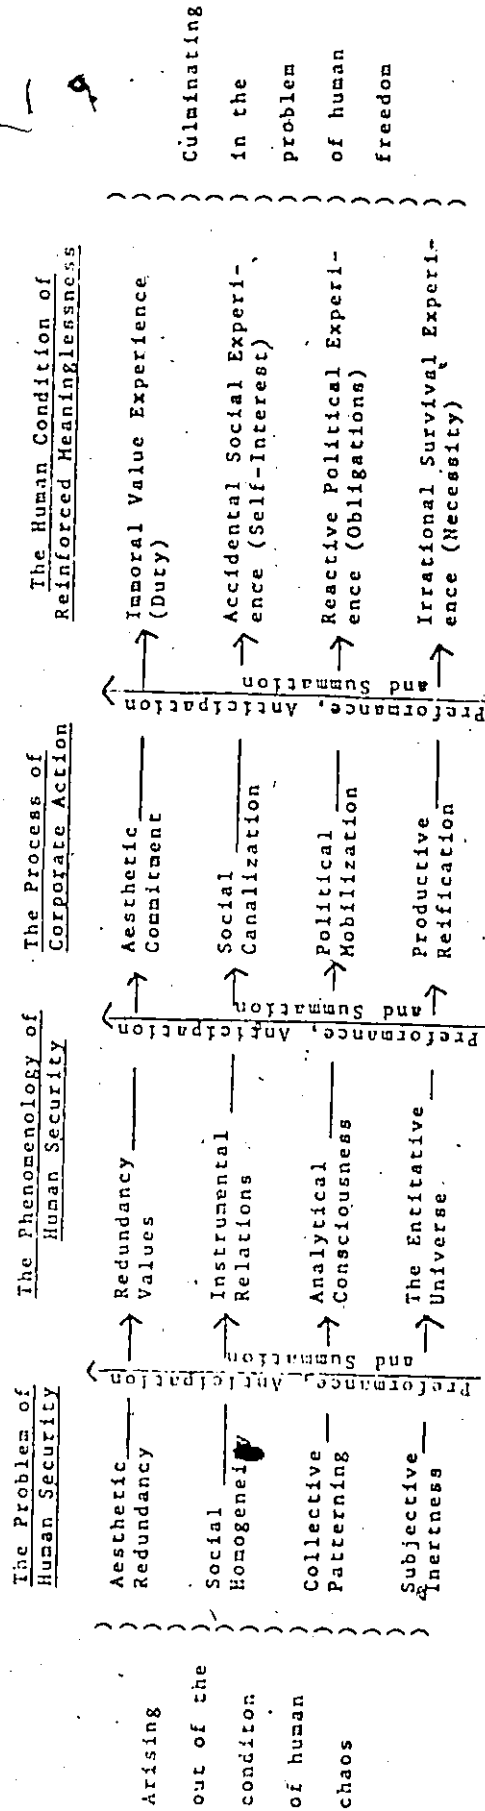 Arising
out of the
conditon
of human
chaos
The Problem of
Human Security
Aesthetic
Redundancy
Social
Homogeneity
Collective
Patterning
Subjective
Inertness
Preformance, Anticipation
and Summation
The Phenomenology of
Human Security
Redundancy
Values
Instrumental
Relations
Analytical
Consciousness
The Entitative
Universe
Preformance, Anticipation
and Summation
The Process of
Corporate Action
Aesthetic
Commitment
Social
Canalization
Political
Mobilization
Productive
Reification
Preformance, Anticipation
and Summation
The Human Condition of
Reinforced Meaninglessness
Immoral Value Experience
(Duty)
Accidental Social Experi-
ence (Self-Interest)
Reactive Political Experi-
ence (Obligations)
Irrational Survival Experi-
ence (Necessity)
Culminating
in the
problem
of human
freedom